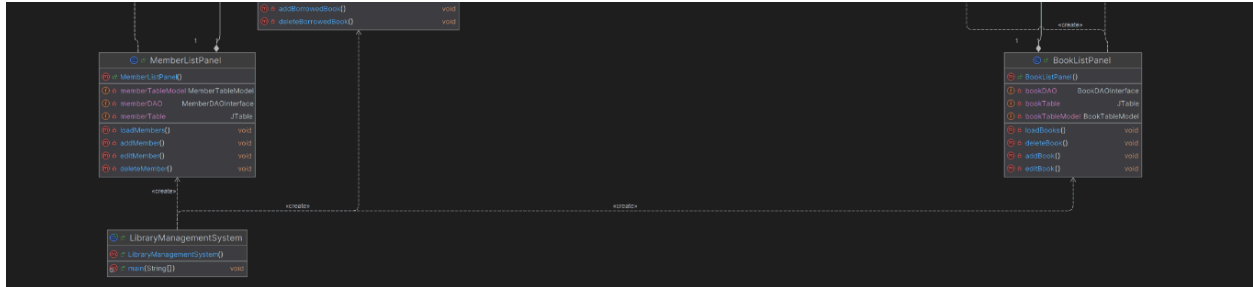 addBorrowedBook() void
deleteBorrowedBook() void
«create»
1
1 1
MemberListPanel
MemberListPanel()
memberTableModel MemberTableModel
memberDAO MemberDAOInterface
memberTable JTable
loadMembers() void
addMember() void
editMember() void
deleteMember() void
BookListPanel
BookListPanel()
bookDAO BookDAOInterface
bookTable JTable
bookTableModel BookTableModel
loadBooks() void
deleteBook() void
addBook() void
editBook() void
«create»
«create»
«create»
LibraryManagementSystem
LibraryManagementSystem()
main(String[]) void